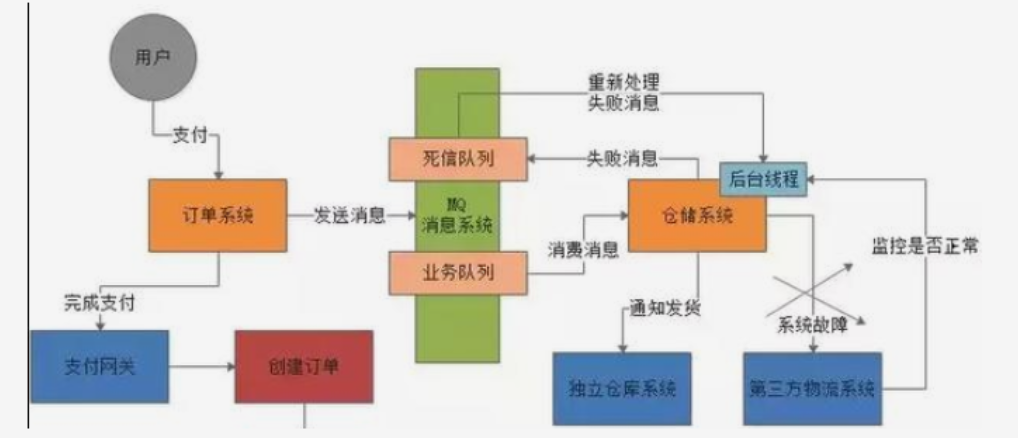 用户
重新处理
失败消息
支付
死信队列
失败消息
后台线程
订单系统
发送消息
MQ
消息系统
仓储系统
消费消息
监控是否正常
业务队列
完成支付
通知发货
系统故障
支付网关
创建订单
独立仓库系统
第三方物流系统